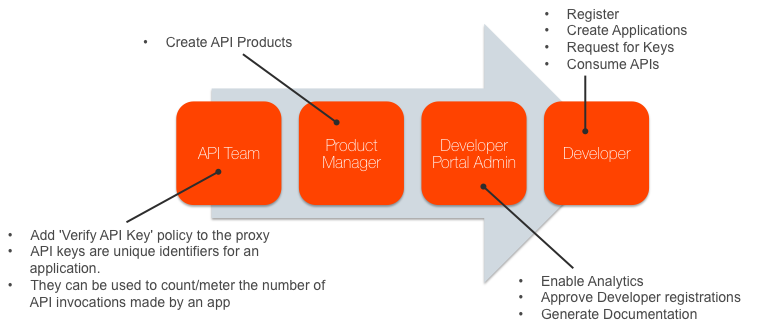 • Register
• Create Applications
• Request for Keys
• Consume APIs
• Create API Products
API Team
Product
Manager
Developer
Portal Admin
Developer
• Add 'Verify API Key' policy to the proxy
• API keys are unique identifiers for an
application.
• They can be used to count/meter the number of
API invocations made by an app
• Enable Analytics
• Approve Developer registrations
• Generate Documentation